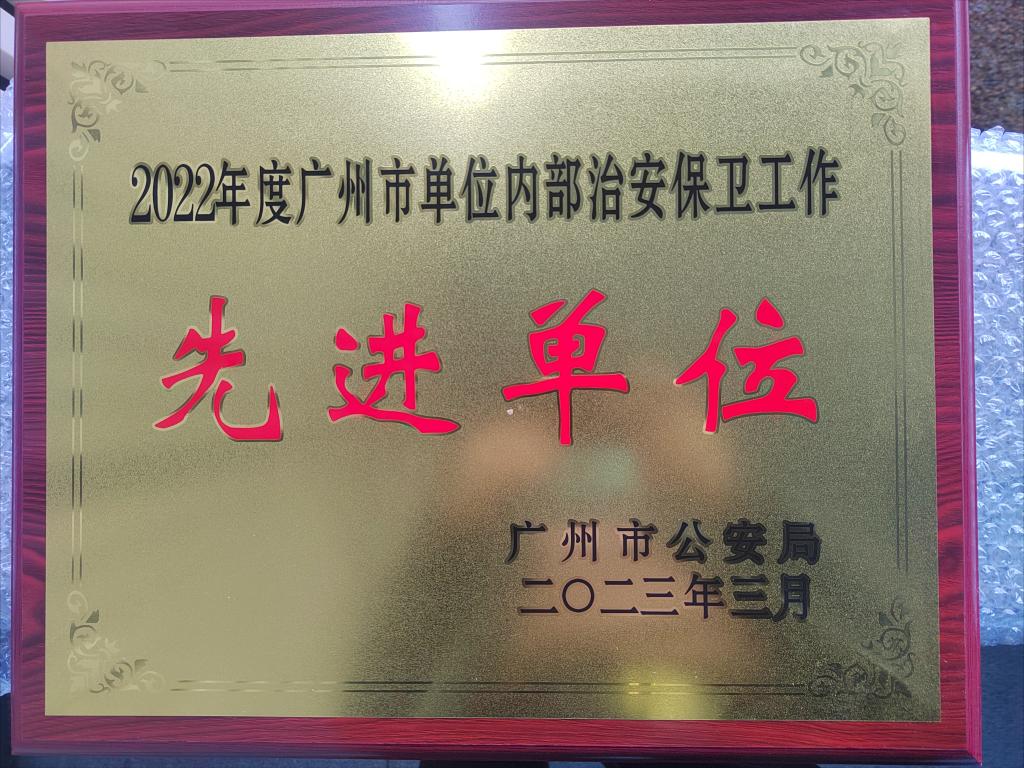 2022年度广州市单位内部治安保卫工作
先进单位
广州市公安局
二〇二三年三月